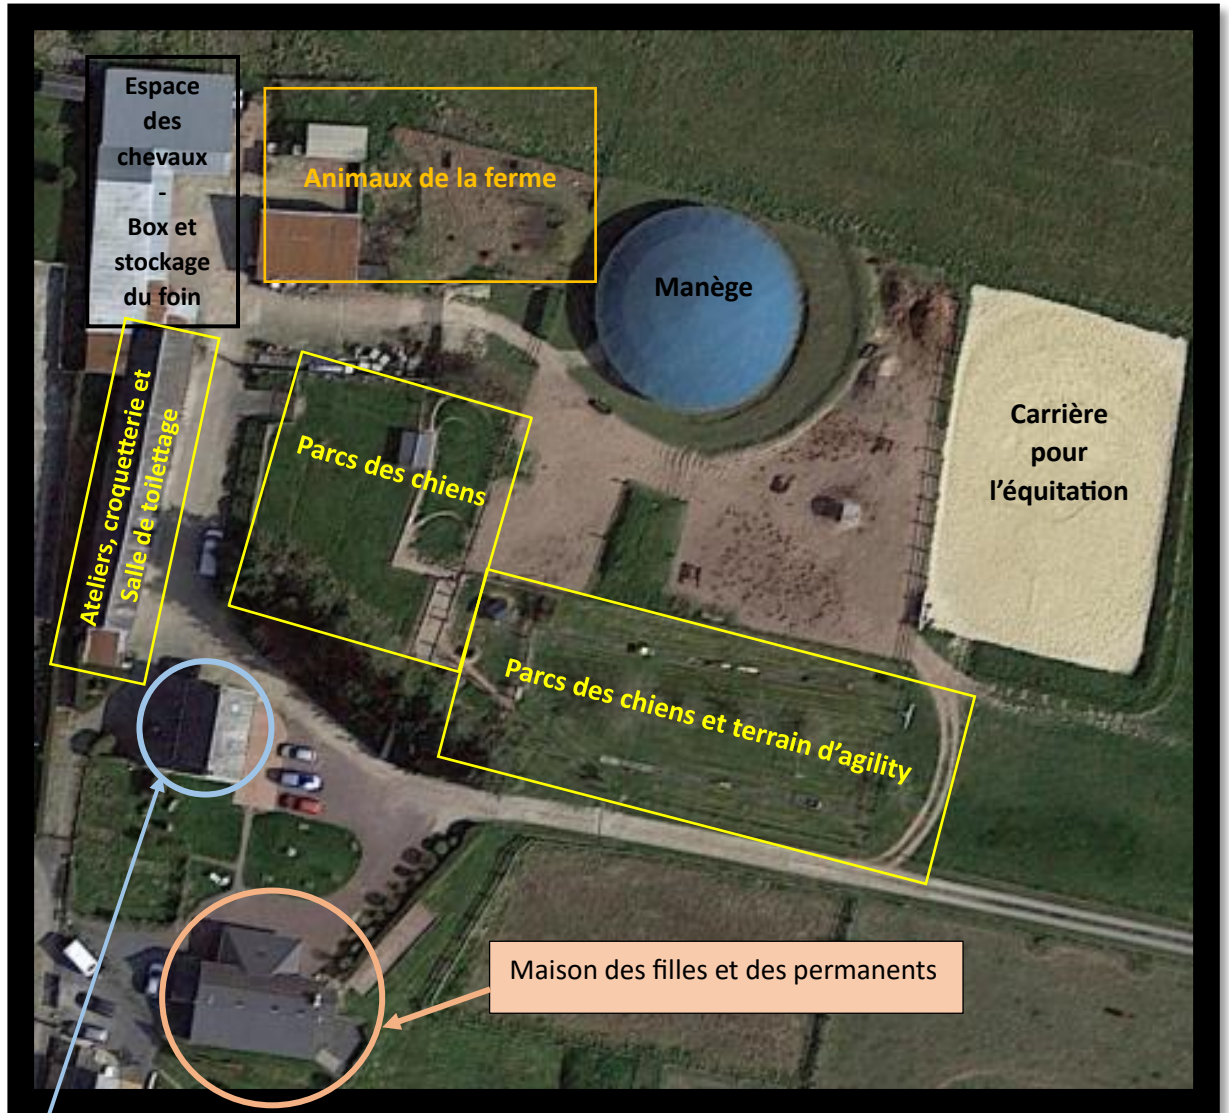 Espace
des
chevaux
-
Box et
stockage
du foin
Animaux de la ferme
Manège
Carrière
pour
l'équitation
Parcs des chiens
Ateliers, croquetterie et
Salle de toilettage
Parcs des chiens et terrain d'agility
Maison des filles et des permanents